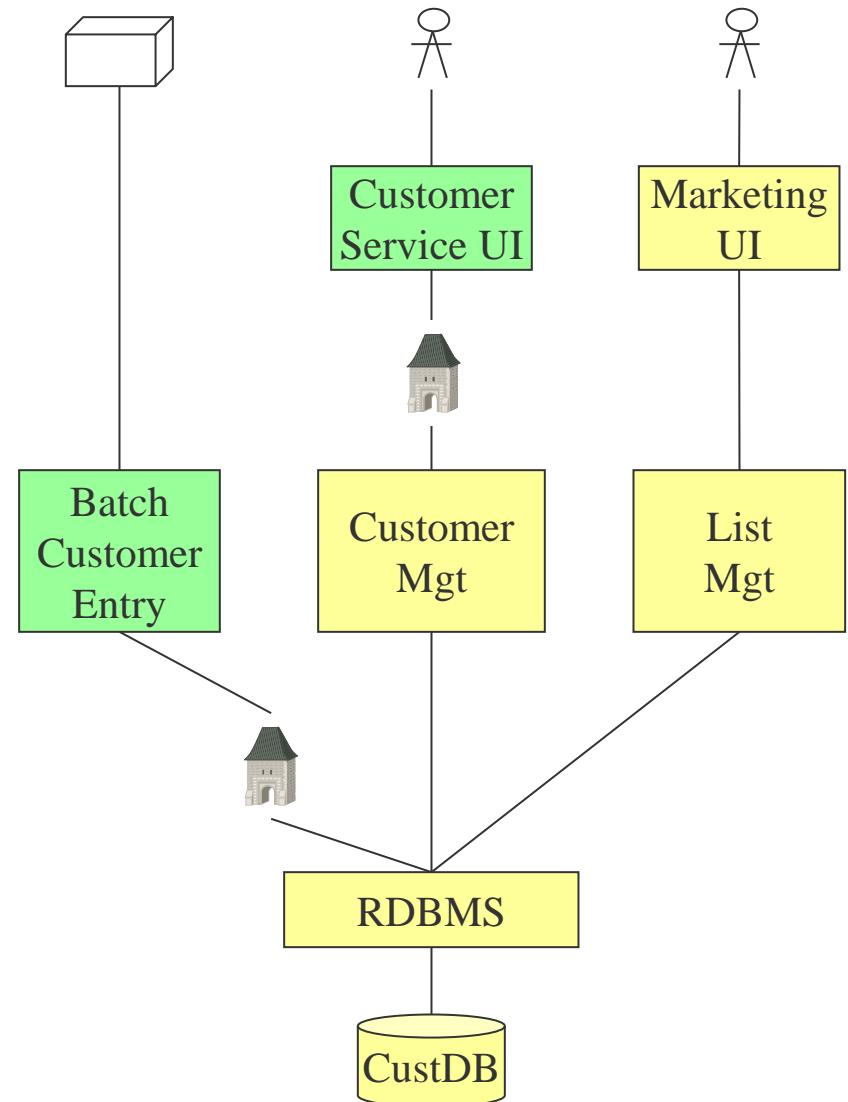 Customer
Service UI
Marketing
UI
Batch
Customer
Entry
Customer
Mgt
List
Mgt
RDBMS
CustDB